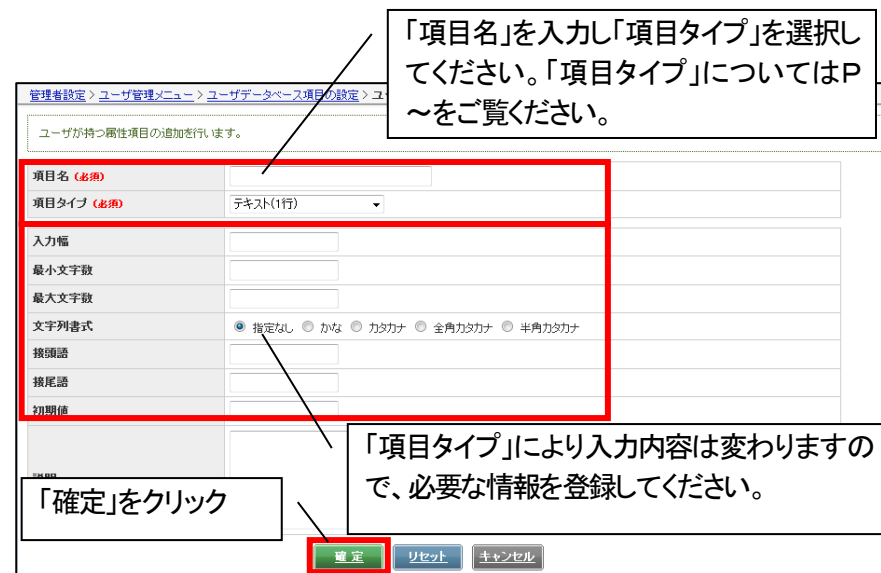 「項目名」を入力し「項目タイプ」を選択し
てください。「項目タイプ」についてはP
～をご覧ください。
管理者設定 > ユーザ管理メニュー > ユーザデータベース項目の設定 > ユー
ユーザが持つ属性項目の追加を行います。
項目名 (必須)
項目タイプ (必須) テキスト(1行)
入力幅
最小文字数
最大文字数
文字列書式 指定なし かな カタカナ 全角カタカナ 半角カタカナ
接頭語
接尾語
初期値
「項目タイプ」により入力内容は変わりますの
で、必要な情報を登録してください。
「確定」をクリック
確定 リセット キャンセル